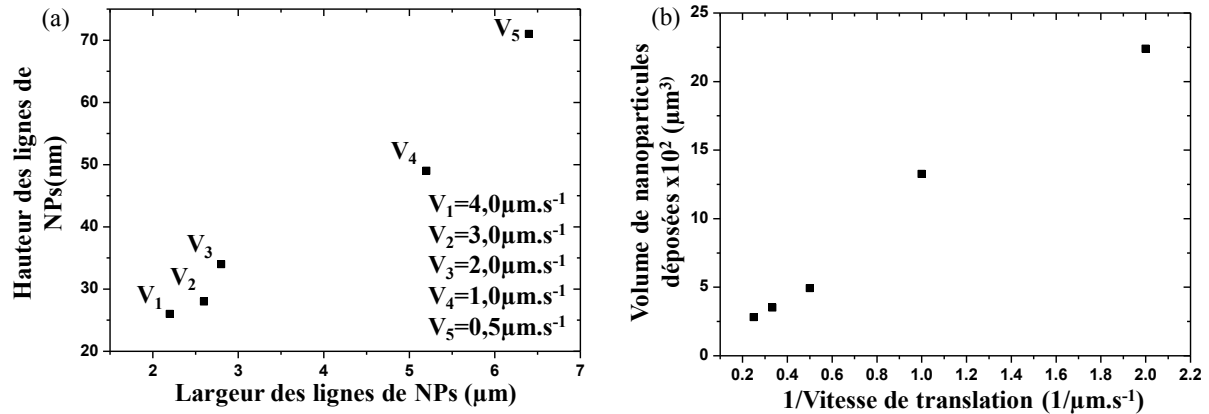 (a)
Hauteur des lignes de
NPs(nm)
70
60
50
40
30
20
V₅
V₄
V₃
V₂
V₁
V₁=4,0µm.s⁻¹
V₂=3,0µm.s⁻¹
V₃=2,0µm.s⁻¹
V₄=1,0µm.s⁻¹
V₅=0,5µm.s⁻¹
2 3 4 5 6 7
Largeur des lignes de NPs (µm)
(b)
Volume de nanoparticules
déposées x10² (µm³)
25
20
15
10
5
0
0.2 0.4 0.6 0.8 1.0 1.2 1.4 1.6 1.8 2.0 2.2
1/Vitesse de translation (1/µm.s⁻¹)